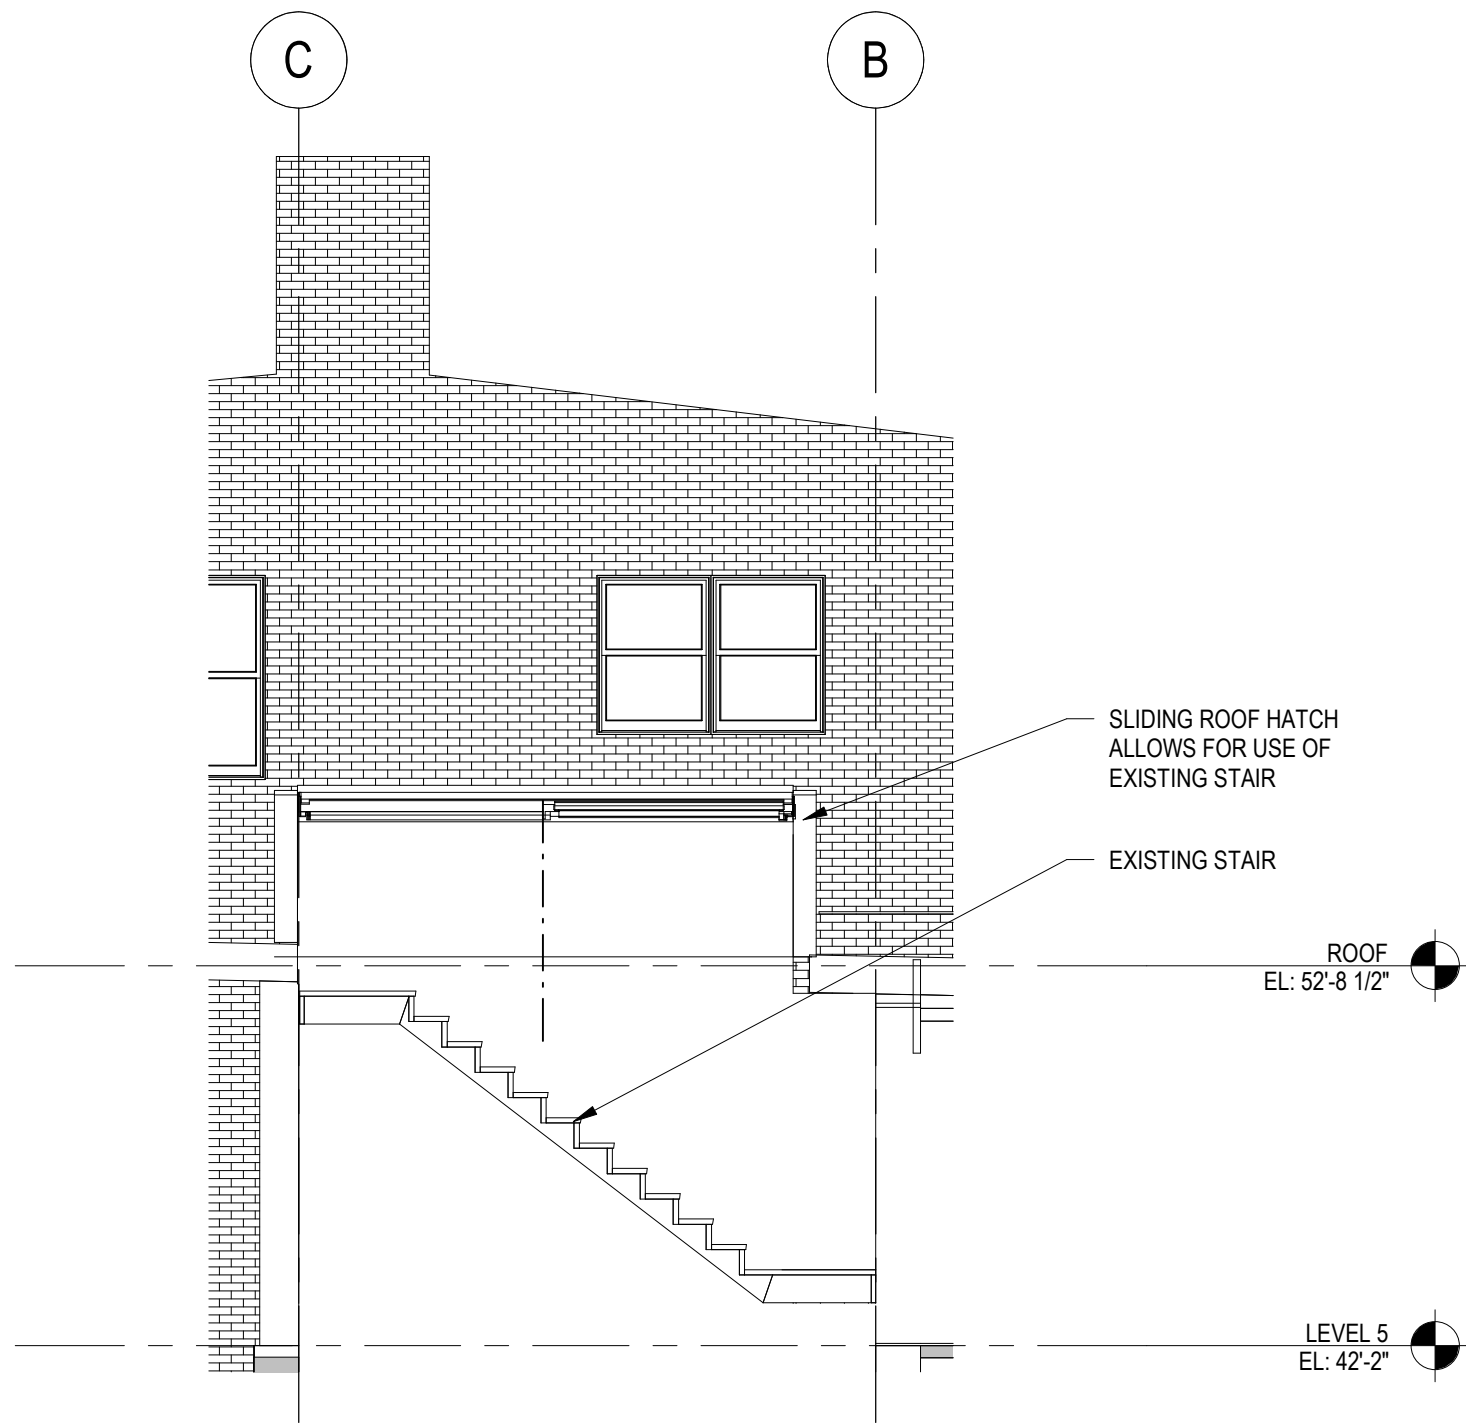 C
B
SLIDING ROOF HATCH
ALLOWS FOR USE OF
EXISTING STAIR
EXISTING STAIR
ROOF
EL: 52'-8 1/2"
LEVEL 5
EL: 42'-2"